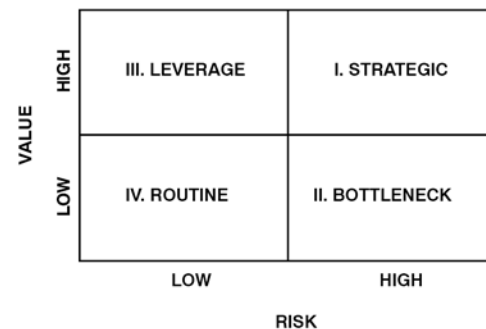 HIGH
III. LEVERAGE
I. STRATEGIC
VALUE
LOW
IV. ROUTINE
II. BOTTLENECK
LOW
HIGH
RISK